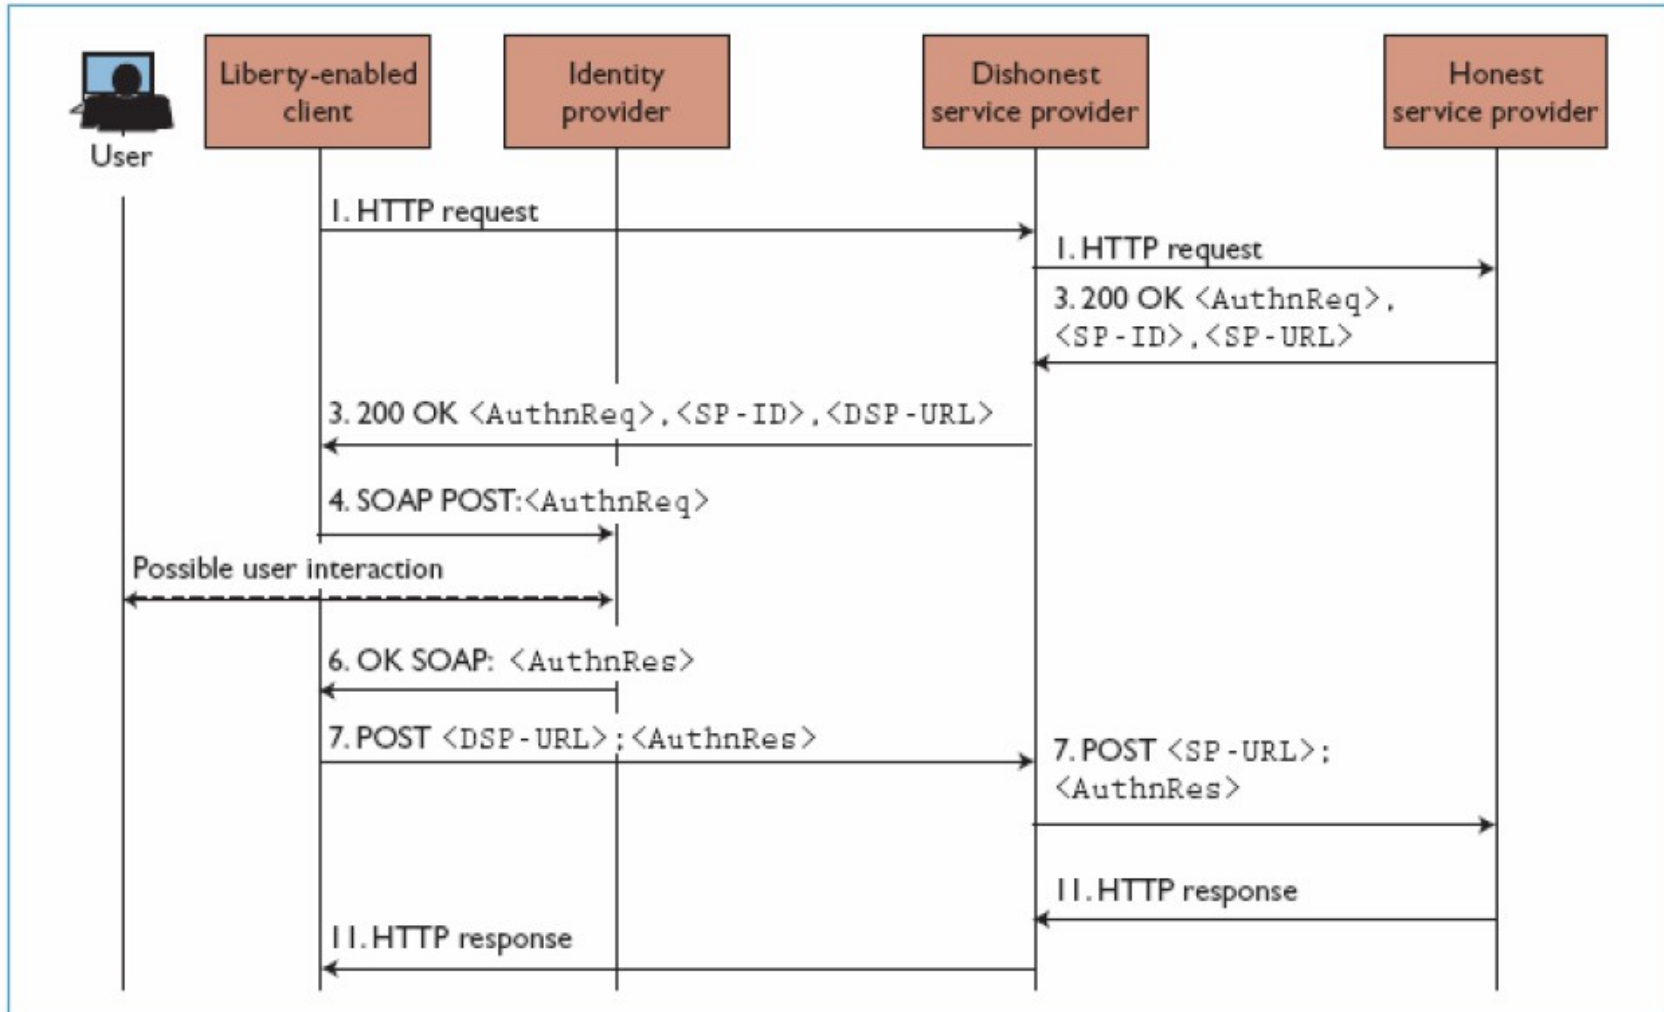 Liberty-enabled
client
Identity
provider
Dishonest
service provider
Honest
service provider
User
1. HTTP request
1. HTTP request
3. 200 OK <AuthnReq>,
<SP-ID>,<SP-URL>
3. 200 OK <AuthnReq>,<SP-ID>,<DSP-URL>
4. SOAP POST:<AuthnReq>
Possible user interaction
6. OK SOAP: <AuthnRes>
7. POST <DSP-URL>;<AuthnRes>
7. POST <SP-URL>;
<AuthnRes>
11. HTTP response
11. HTTP response